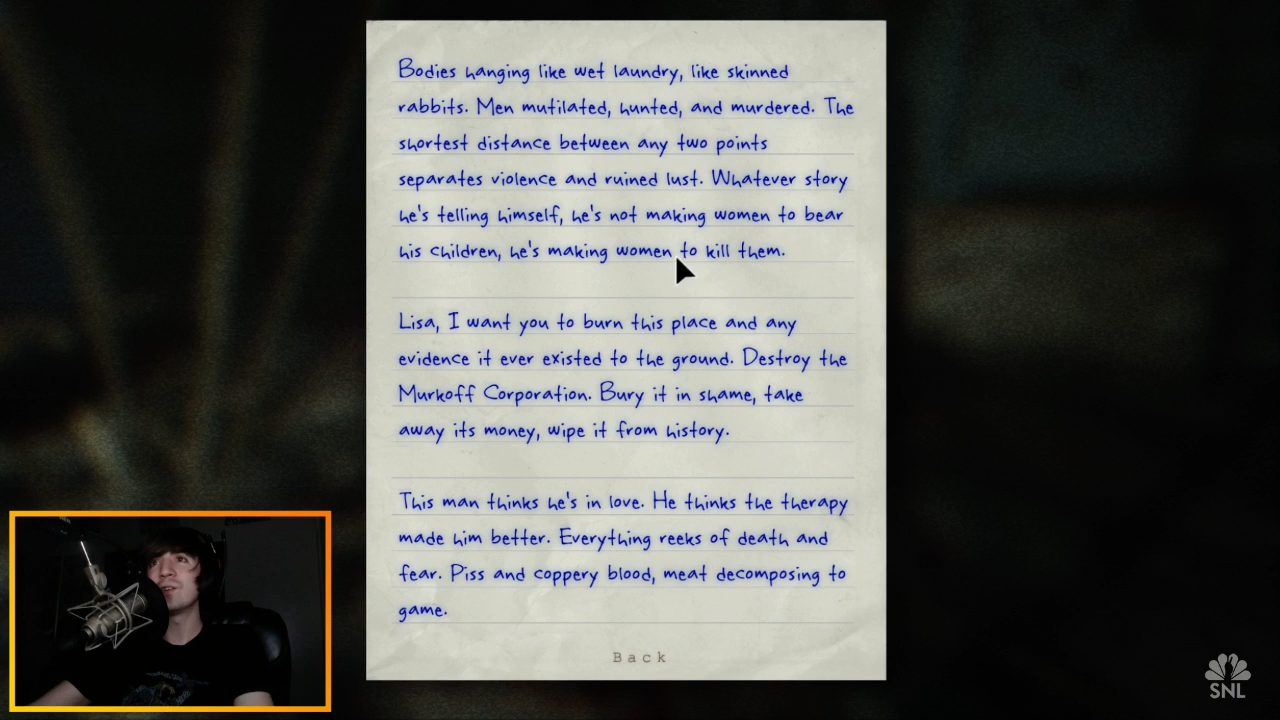 Bodies hanging like wet laundry, like skinned
rabbits. Men mutilated, hunted, and murdered. The
shortest distance between any two points
separates violence and ruined lust. Whatever story
he's telling himself, he's not making women to bear
his children, he's making women to kill them.
Lisa, I want you to burn this place and any
evidence it ever existed to the ground. Destroy the
Murkoff Corporation. Bury it in shame, take
away its money, wipe it from history.
This man thinks he's in love. He thinks the therapy
made him better. Everything reeks of death and
fear. Piss and coppery blood, meat decomposing to
game.
Back
SNL